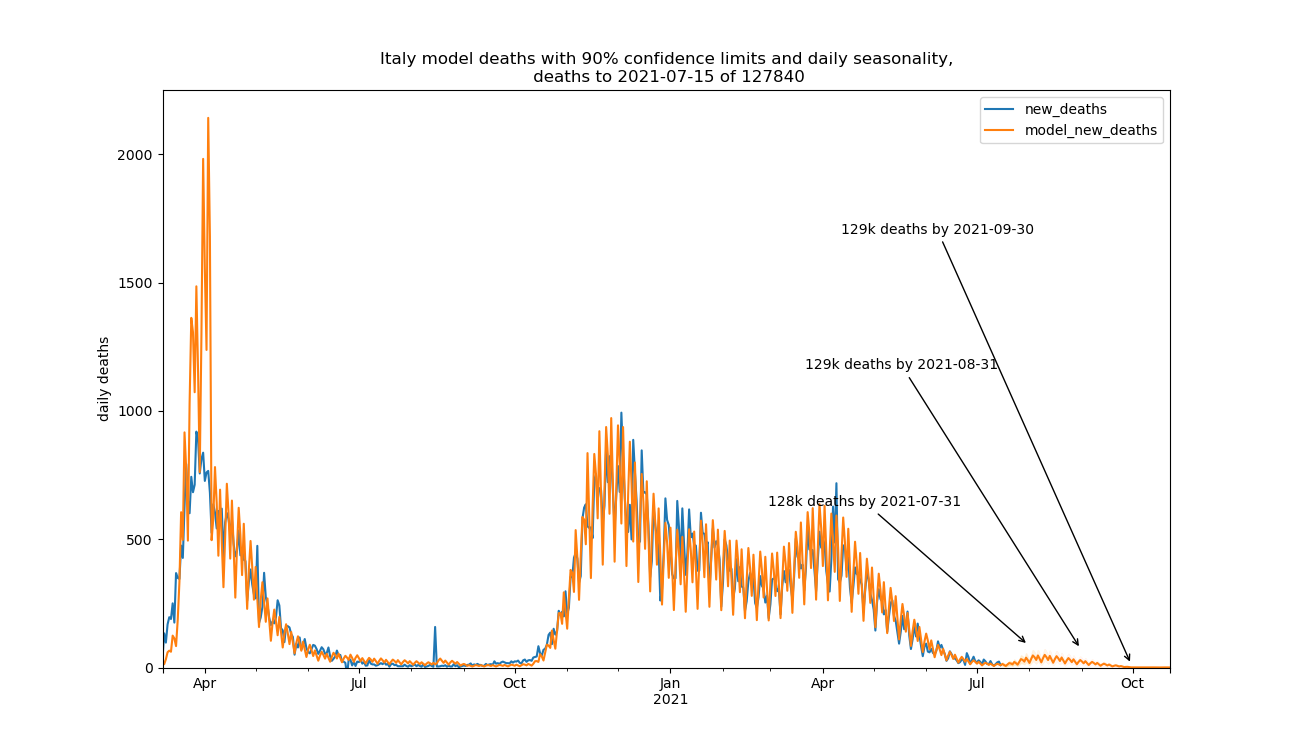 Italy model deaths with 90% confidence limits and daily seasonality,
deaths to 2021-07-15 of 127840
new_deaths
model_new_deaths
2000
1500
1000
500
0
daily deaths
129k deaths by 2021-09-30
129k deaths by 2021-08-31
128k deaths by 2021-07-31
Apr Jul Oct Jan Apr Jul Oct
2021